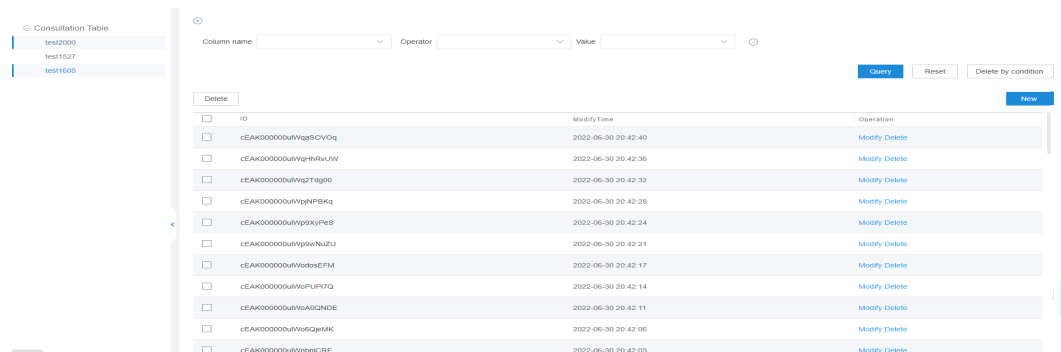 Consultation Table
test2000
test1527
test1605
Column name Operator Value
Query Reset Delete by condition
Delete New
ID ModifyTime Operation
cEAK000000uIWqaSOVOq 2022-06-30 20:42:40 Modify Delete
cEAK000000uIWqHhRvIJW 2022-06-30 20:42:36 Modify Delete
cEAK000000uIWq2Tdg00 2022-06-30 20:42:32 Modify Delete
cEAK000000uIWpjNPBKq 2022-06-30 20:42:28 Modify Delete
cEAK000000uIWp9XyPeS 2022-06-30 20:42:24 Modify Delete
cEAK000000uIWp9wNuZU 2022-06-30 20:42:21 Modify Delete
cEAK000000uIWodosEFM 2022-06-30 20:42:17 Modify Delete
cEAK000000uIWoPUPI7Q 2022-06-30 20:42:14 Modify Delete
cEAK000000uIWoA0QNDE 2022-06-30 20:42:11 Modify Delete
cEAK000000uIWo6QjeMK 2022-06-30 20:42:06 Modify Delete
2022-06-30 20:42:03 Modify Delete